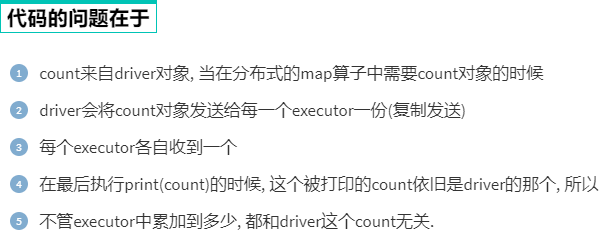 代码的问题在于
1 count来自driver对象, 当在分布式的map算子中需要count对象的时候
2 driver会将count对象发送给每一个executor一份(复制发送)
3 每个executor各自收到一个
4 在最后执行print(count)的时候, 这个被打印的count依旧是driver的那个, 所以
5 不管executor中累加到多少, 都和driver这个count无关.